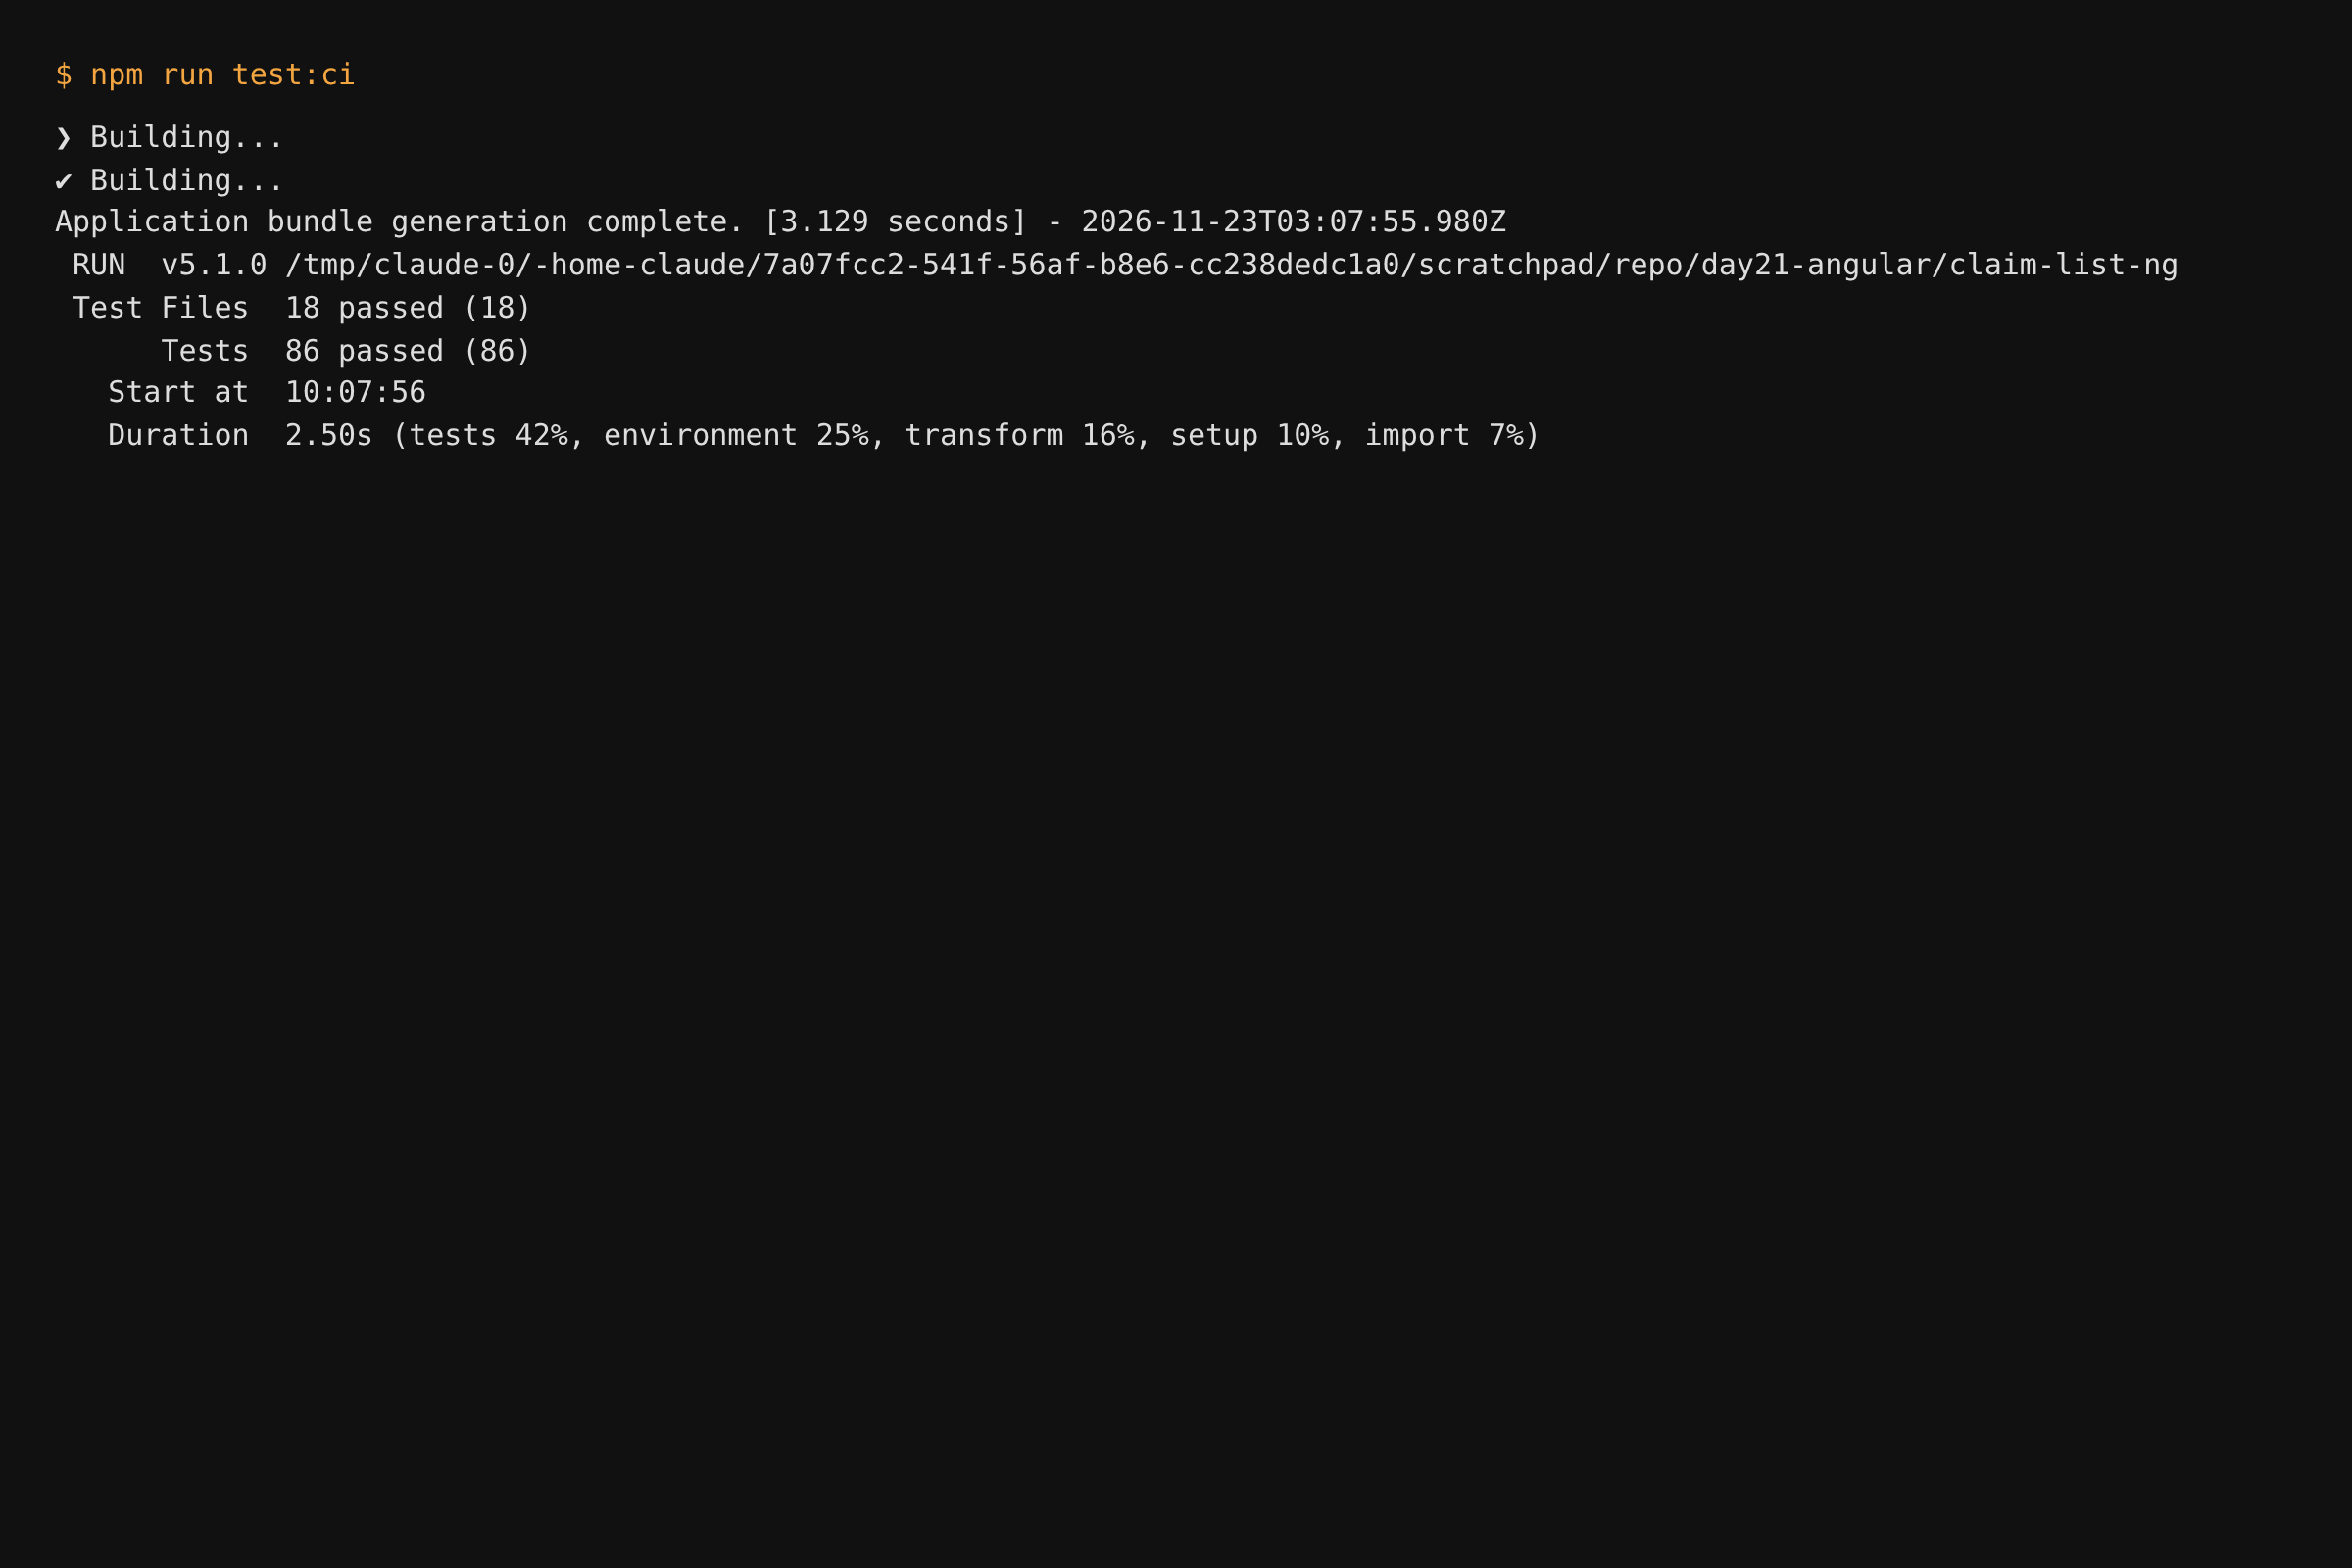 $ npm run test:ci
❯ Building...
✔ Building...
Application bundle generation complete. [3.129 seconds] - 2026-11-23T03:07:55.980Z
 RUN  v5.1.0 /tmp/claude-0/-home-claude/7a07fcc2-541f-56af-b8e6-cc238dedc1a0/scratchpad/repo/day21-angular/claim-list-ng
 Test Files  18 passed (18)
      Tests  86 passed (86)
   Start at  10:07:56
   Duration  2.50s (tests 42%, environment 25%, transform 16%, setup 10%, import 7%)